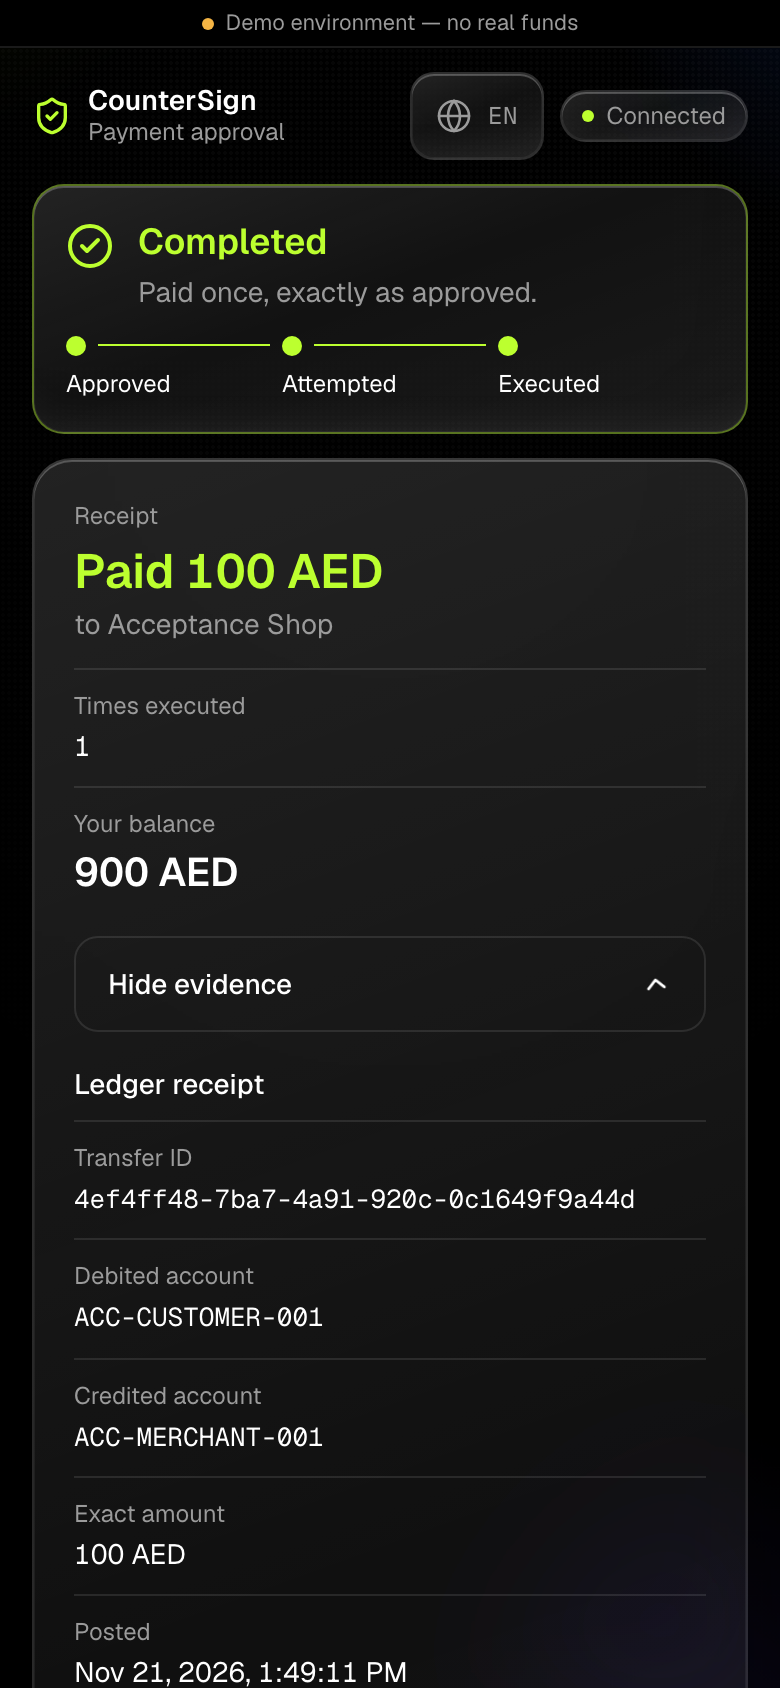 Demo environment — no real funds
CounterSign
Payment approval
EN
Connected
Completed
Paid once, exactly as approved.
Approved
Attempted
Executed
Receipt
Paid 100 AED
to Acceptance Shop
Times executed
1
Your balance
900 AED
Hide evidence
Ledger receipt
Transfer ID
4ef4ff48-7ba7-4a91-920c-0c1649f9a44d
Debited account
ACC-CUSTOMER-001
Credited account
ACC-MERCHANT-001
Exact amount
100 AED
Posted
Nov 21, 2026, 1:49:11 PM